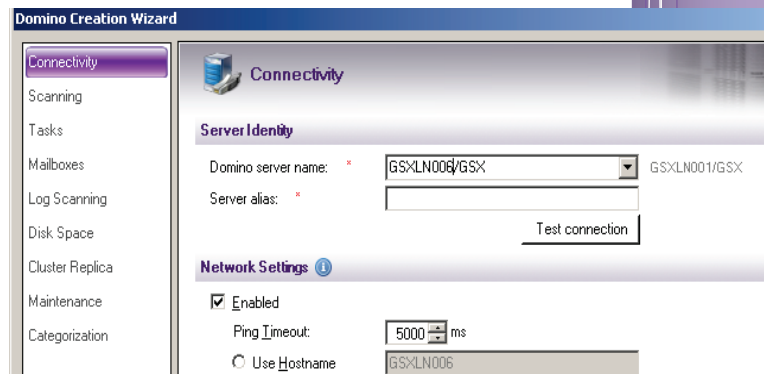 Domino Creation Wizard
Connectivity
Scanning
Tasks
Mailboxes
Log Scanning
Disk Space
Cluster Replica
Maintenance
Categorization
Connectivity
Server Identity
Domino server name: * GSXLN006/GSX GSXLN001/GSX
Server alias: *
Test connection
Network Settings
Enabled
Ping Timeout: 5000 ms
Use Hostname GSXLN006